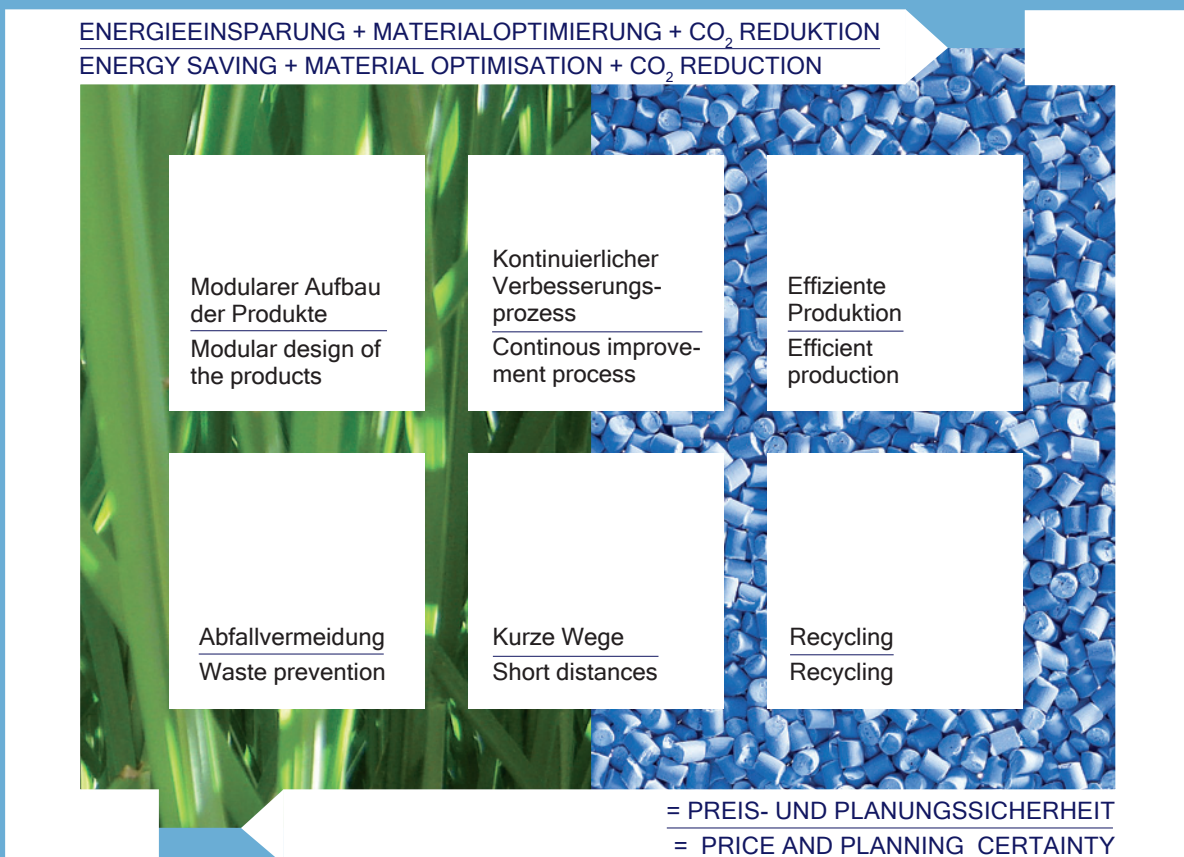 ENERGIEEINSPARUNG + MATERIALOPTIMIERUNG + CO₂ REDUKTION
ENERGY SAVING + MATERIAL OPTIMISATION + CO₂ REDUCTION
Modularer Aufbau
der Produkte
Modular design of
the products
Kontinuierlicher
Verbesserungs-
prozess
Continous improve-
ment process
Effiziente
Produktion
Efficient
production
Abfallvermeidung
Waste prevention
Kurze Wege
Short distances
Recycling
Recycling
= PREIS- UND PLANUNGSSICHERHEIT
= PRICE AND PLANNING CERTAINTY